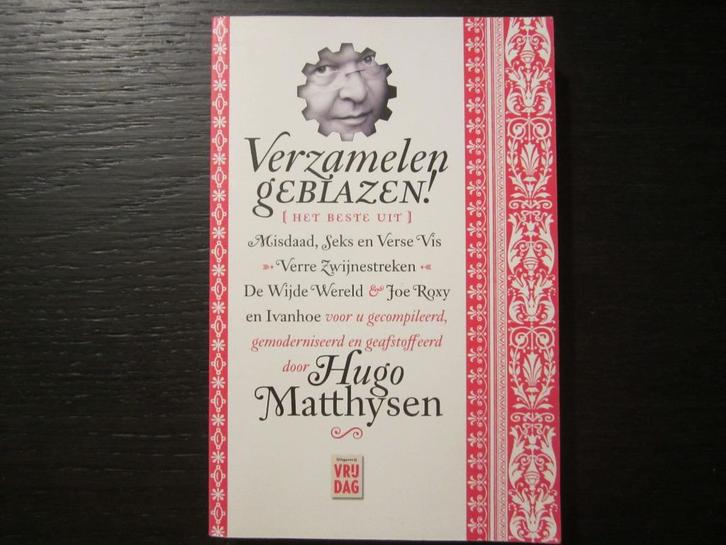 Verzamelen
geblazen!
[ HET BESTE UIT ]
Misdaad, Seks en Verse Vis
Verre Zwijnestreken
De Wijde Wereld & Joe Roxy
en Ivanhoe voor u gecompileerd,
gemoderniseerd en geafstoffeerd
door Hugo
Matthysen
Uitgeverij
VRIJ
DAG